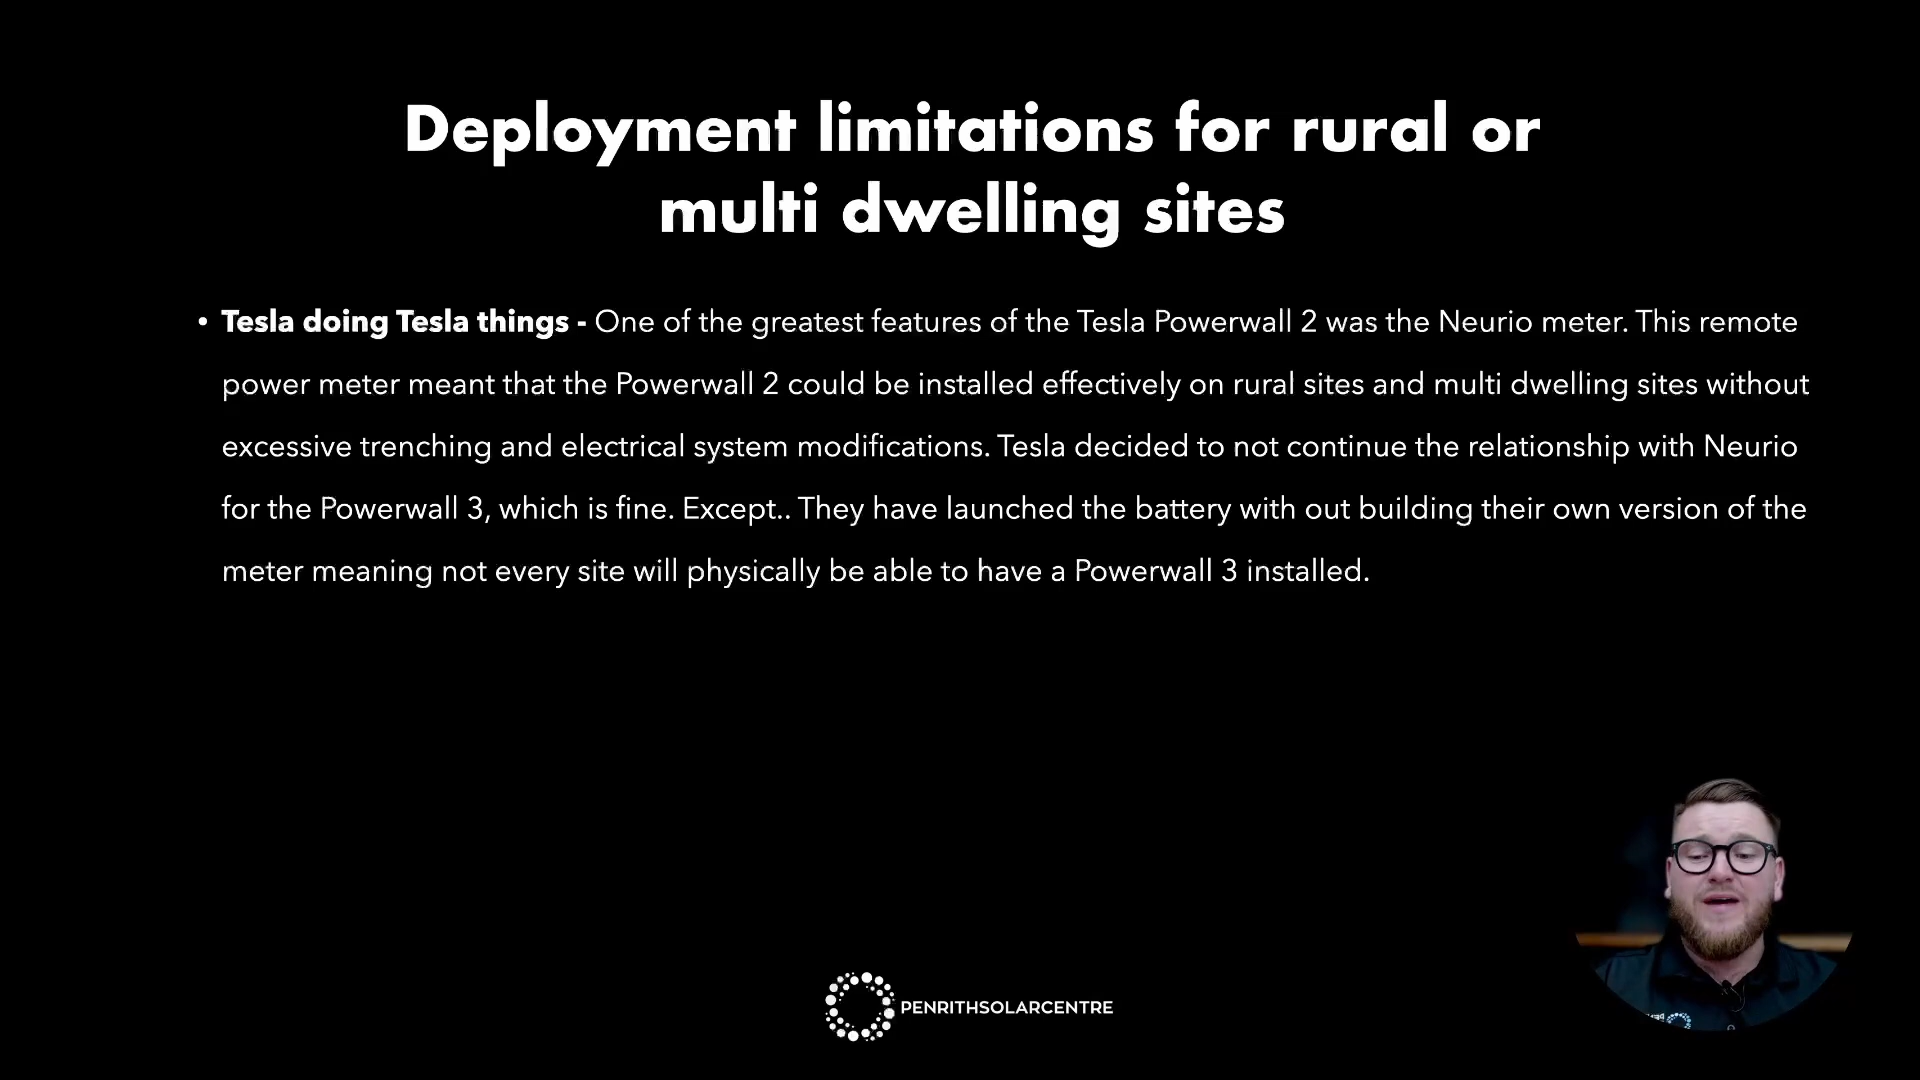 Deployment limitations for rural or
multi dwelling sites
• Tesla doing Tesla things - One of the greatest features of the Tesla Powerwall 2 was the Neurio meter. This remote
power meter meant that the Powerwall 2 could be installed effectively on rural sites and multi dwelling sites without
excessive trenching and electrical system modifications. Tesla decided to not continue the relationship with Neurio
for the Powerwall 3, which is fine. Except.. They have launched the battery with out building their own version of the
meter meaning not every site will physically be able to have a Powerwall 3 installed.
PENRITHSOLARCENTRE